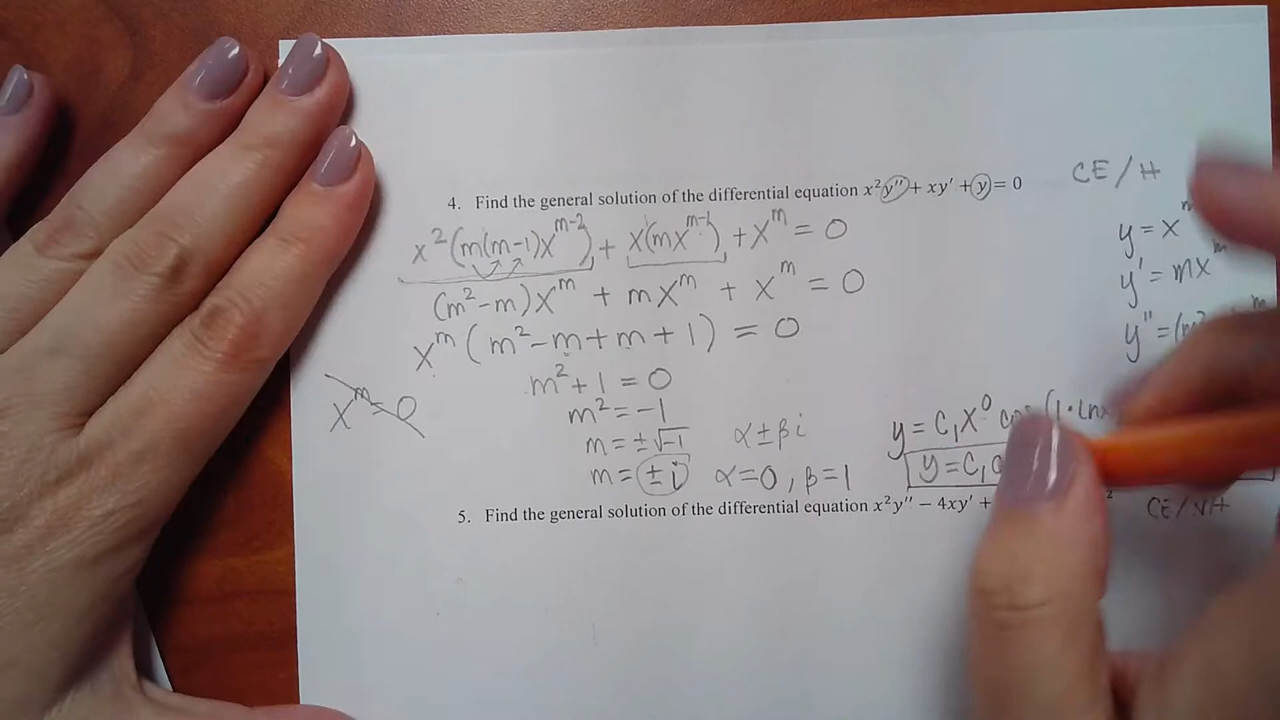 4. Find the general solution of the differential equation x²y″ + xy′ + y = 0
CE/H
x²(m(m-1)x^{m-2}) + x(mx^{m-1}) + x^m = 0
y = x
(m²-m)x^m + mx^m + x^m = 0
y' = mx
x^m(m²-m+m+1) = 0
y'' =
x^m=0
m²+1 = 0
m² = -1
m = ±√-1
α±βi
y = C₁x⁰
m = ±i
α=0, β=1
y = C₁
5. Find the general solution of the differential equation x²y″ − 4xy′ +
CE/NH